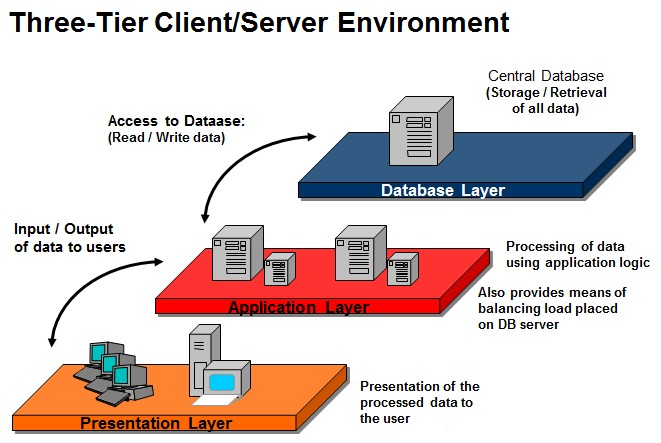 Three-Tier Client/Server Environment
Central Database
(Storage / Retrieval
of all data)
Access to Dataase:
(Read / Write data)
Database Layer
Input / Output
of data to users
Processing of data
using application logic
Also provides means of
balancing load placed
on DB server
Application Layer
Presentation of the
processed data to
the user
Presentation Layer